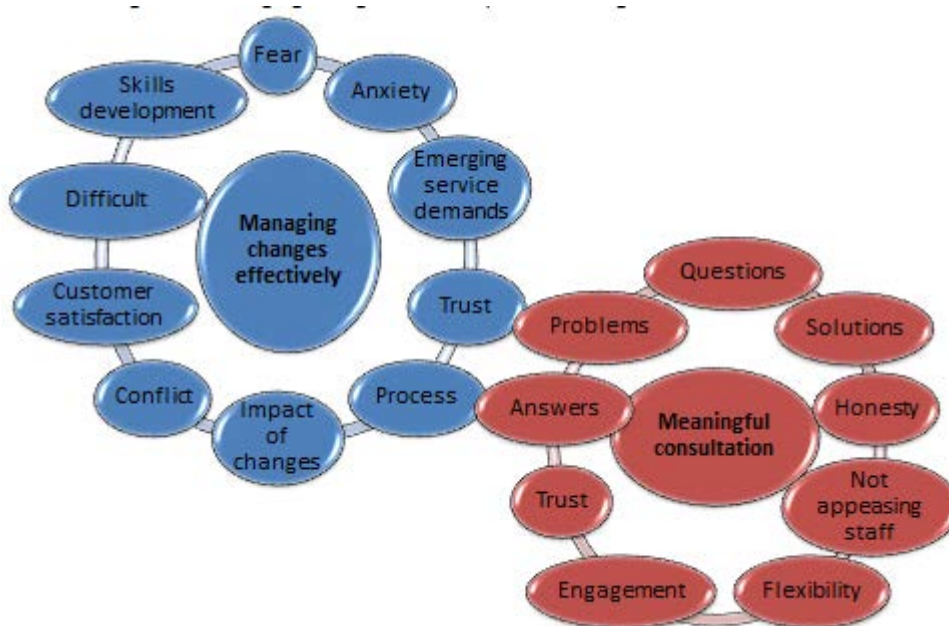 Fear
Anxiety
Emerging
service
demands
Trust
Process
Impact
of
changes
Conflict
Customer
satisfaction
Difficult
Skills
development
Managing
changes
effectively
Questions
Solutions
Honesty
Not
appeasing
staff
Flexibility
Engagement
Trust
Answers
Problems
Meaningful
consultation